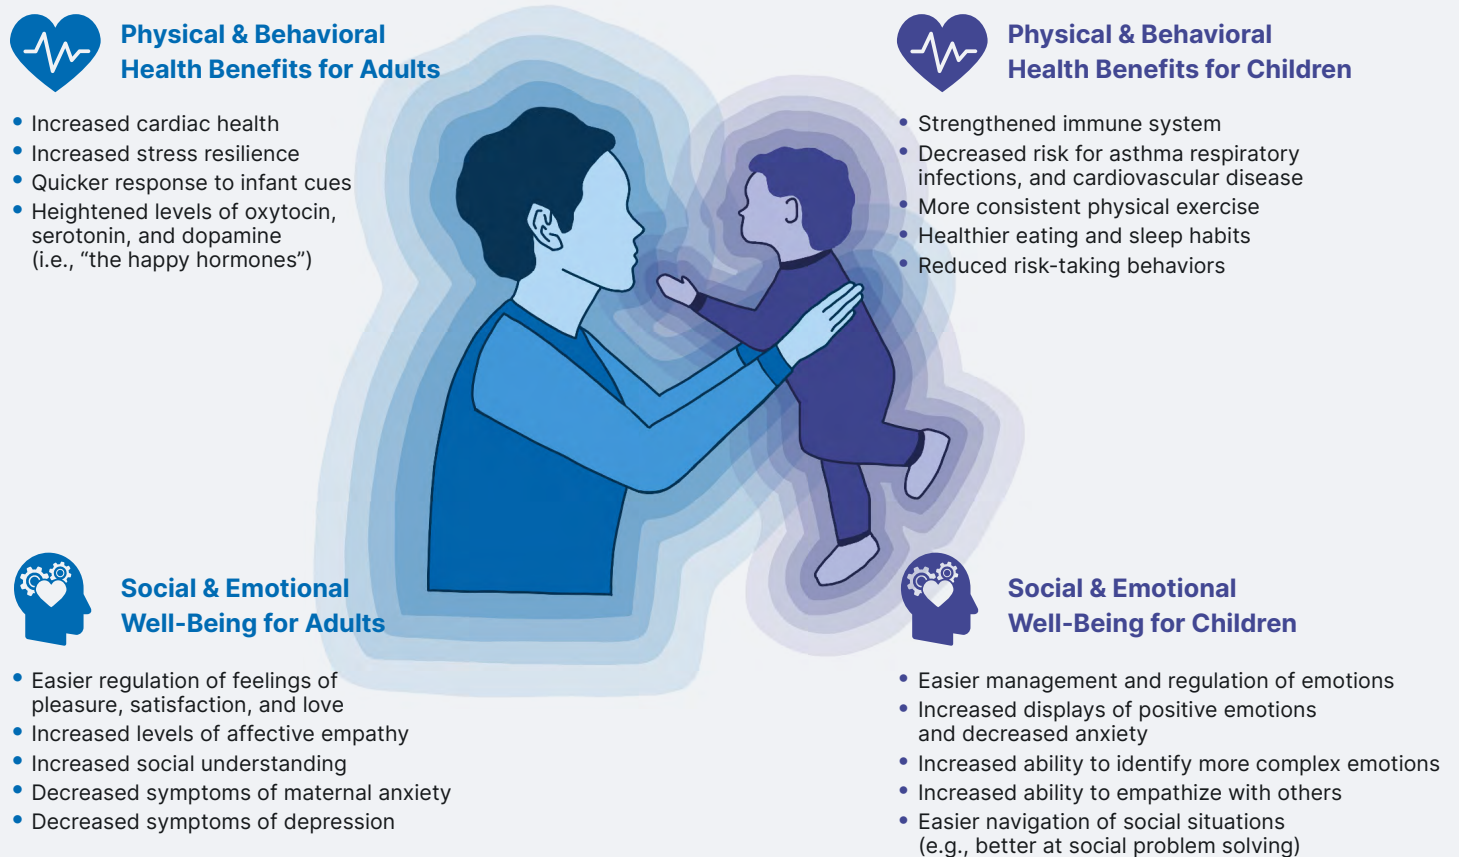 Physical & Behavioral
Health Benefits for Adults
• Increased cardiac health
• Increased stress resilience
• Quicker response to infant cues
• Heightened levels of oxytocin,
serotonin, and dopamine
(i.e., “the happy hormones”)
Physical & Behavioral
Health Benefits for Children
• Strengthened immune system
• Decreased risk for asthma respiratory
infections, and cardiovascular disease
• More consistent physical exercise
• Healthier eating and sleep habits
• Reduced risk-taking behaviors
Social & Emotional
Well-Being for Adults
• Easier regulation of feelings of
pleasure, satisfaction, and love
• Increased levels of affective empathy
• Increased social understanding
• Decreased symptoms of maternal anxiety
• Decreased symptoms of depression
Social & Emotional
Well-Being for Children
• Easier management and regulation of emotions
• Increased displays of positive emotions
and decreased anxiety
• Increased ability to identify more complex emotions
• Increased ability to empathize with others
• Easier navigation of social situations
(e.g., better at social problem solving)